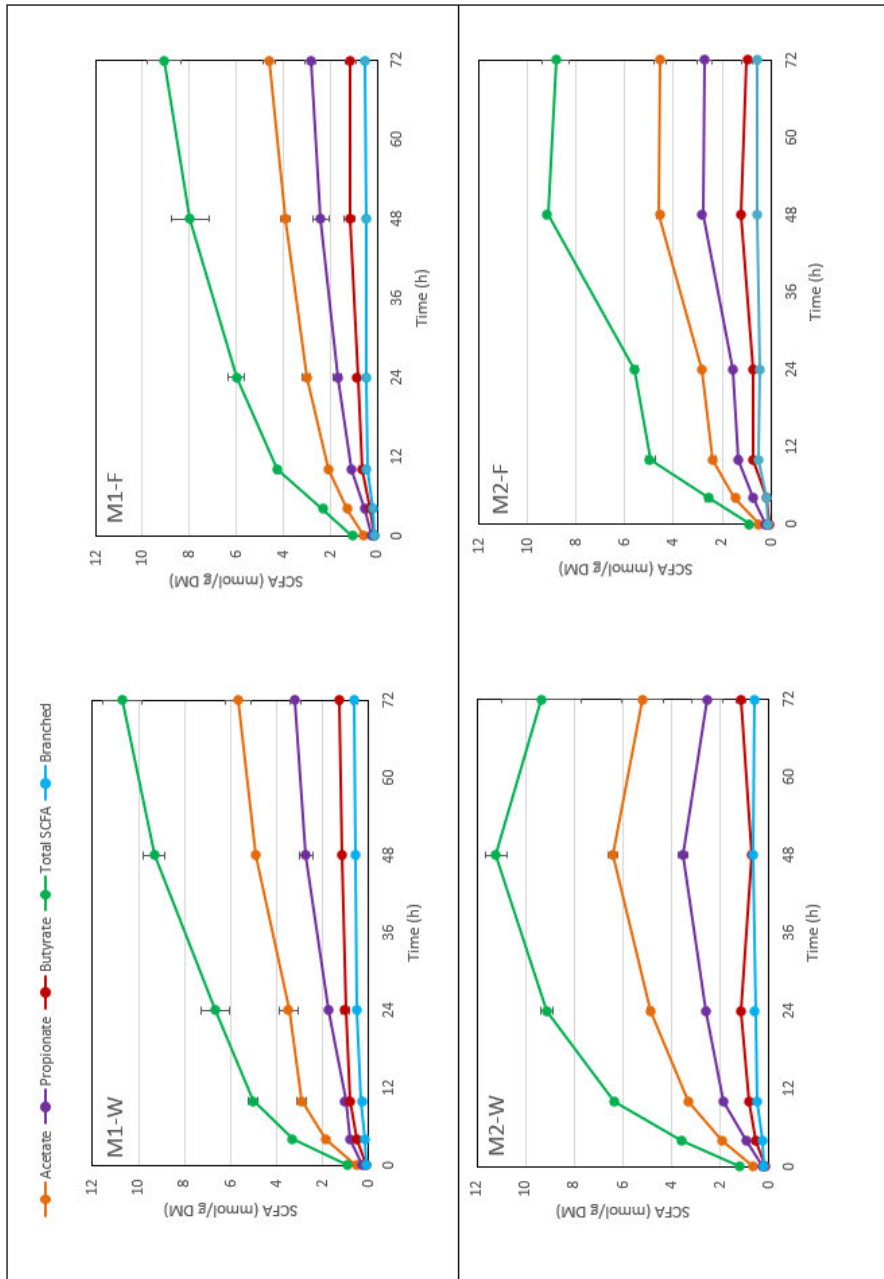 Acetate Propionate Butyrate Total SCFA Branched
M1-W
SCFA (mmol/g DM)
12
10
8
6
4
2
0
0 12 24 36 48 60 72
Time (h)
M1-F
SCFA (mmol/g DM)
12
10
8
6
4
2
0
0 12 24 36 48 60 72
Time (h)
M2-W
SCFA (mmol/g DM)
12
10
8
6
4
2
0
0 12 24 36 48 60 72
Time (h)
M2-F
SCFA (mmol/g DM)
12
10
8
6
4
2
0
0 12 24 36 48 60 72
Time (h)